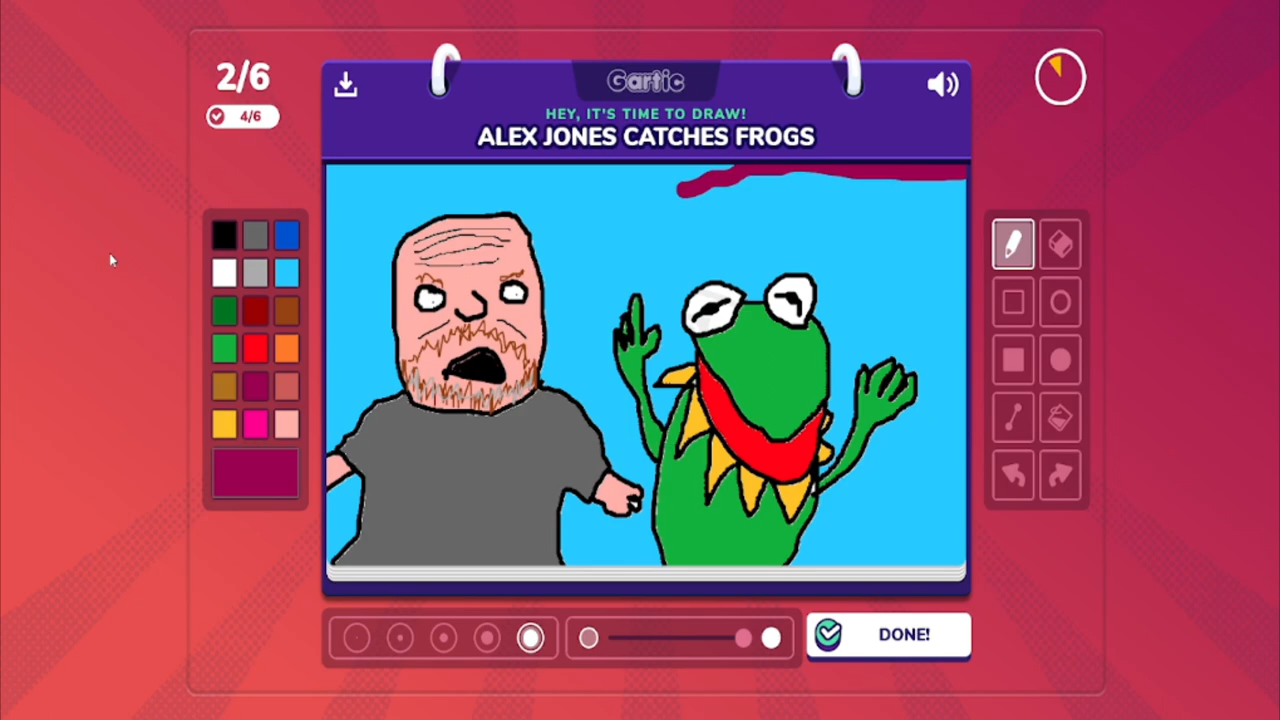 2/6
4/6
Gartic
HEY, IT'S TIME TO DRAW!
ALEX JONES CATCHES FROGS
DONE!